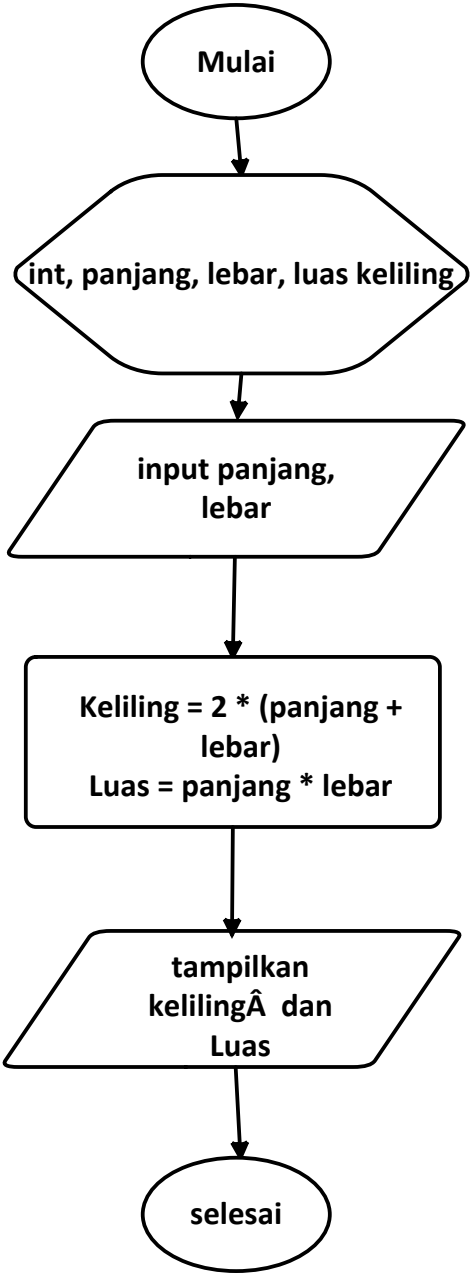 Mulai
int, panjang, lebar, luas keliling
input panjang,
lebar
Keliling = 2 * (panjang +
lebar)
Luas = panjang * lebar
tampilkan
kelilingÂ  dan
Luas
selesai